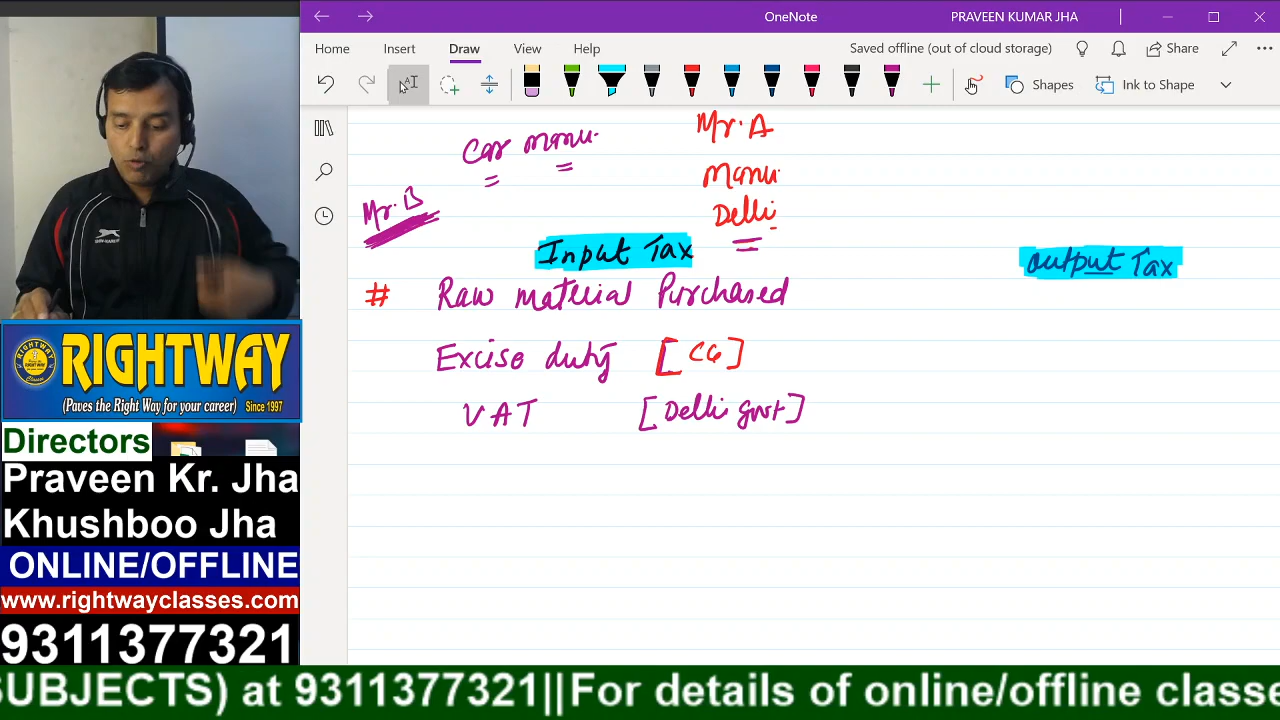 OneNote
PRAVEEN KUMAR JHA
Home Insert Draw View Help
Saved offline (out of cloud storage)
Share
Shapes
Ink to Shape
Car manu.
Mr. A
Manu.
Delhi
Mr. B
Input Tax
Output Tax
# Raw material Purchased
Excise duty [CG]
VAT [Delhi govt]
RIGHTWAY
(Paves the Right Way for your career) Since 1997
Directors
Praveen Kr. Jha
Khushboo Jha
ONLINE/OFFLINE
www.rightwayclasses.com
9311377321
SUBJECTS) at 9311377321||For details of online/offline classe